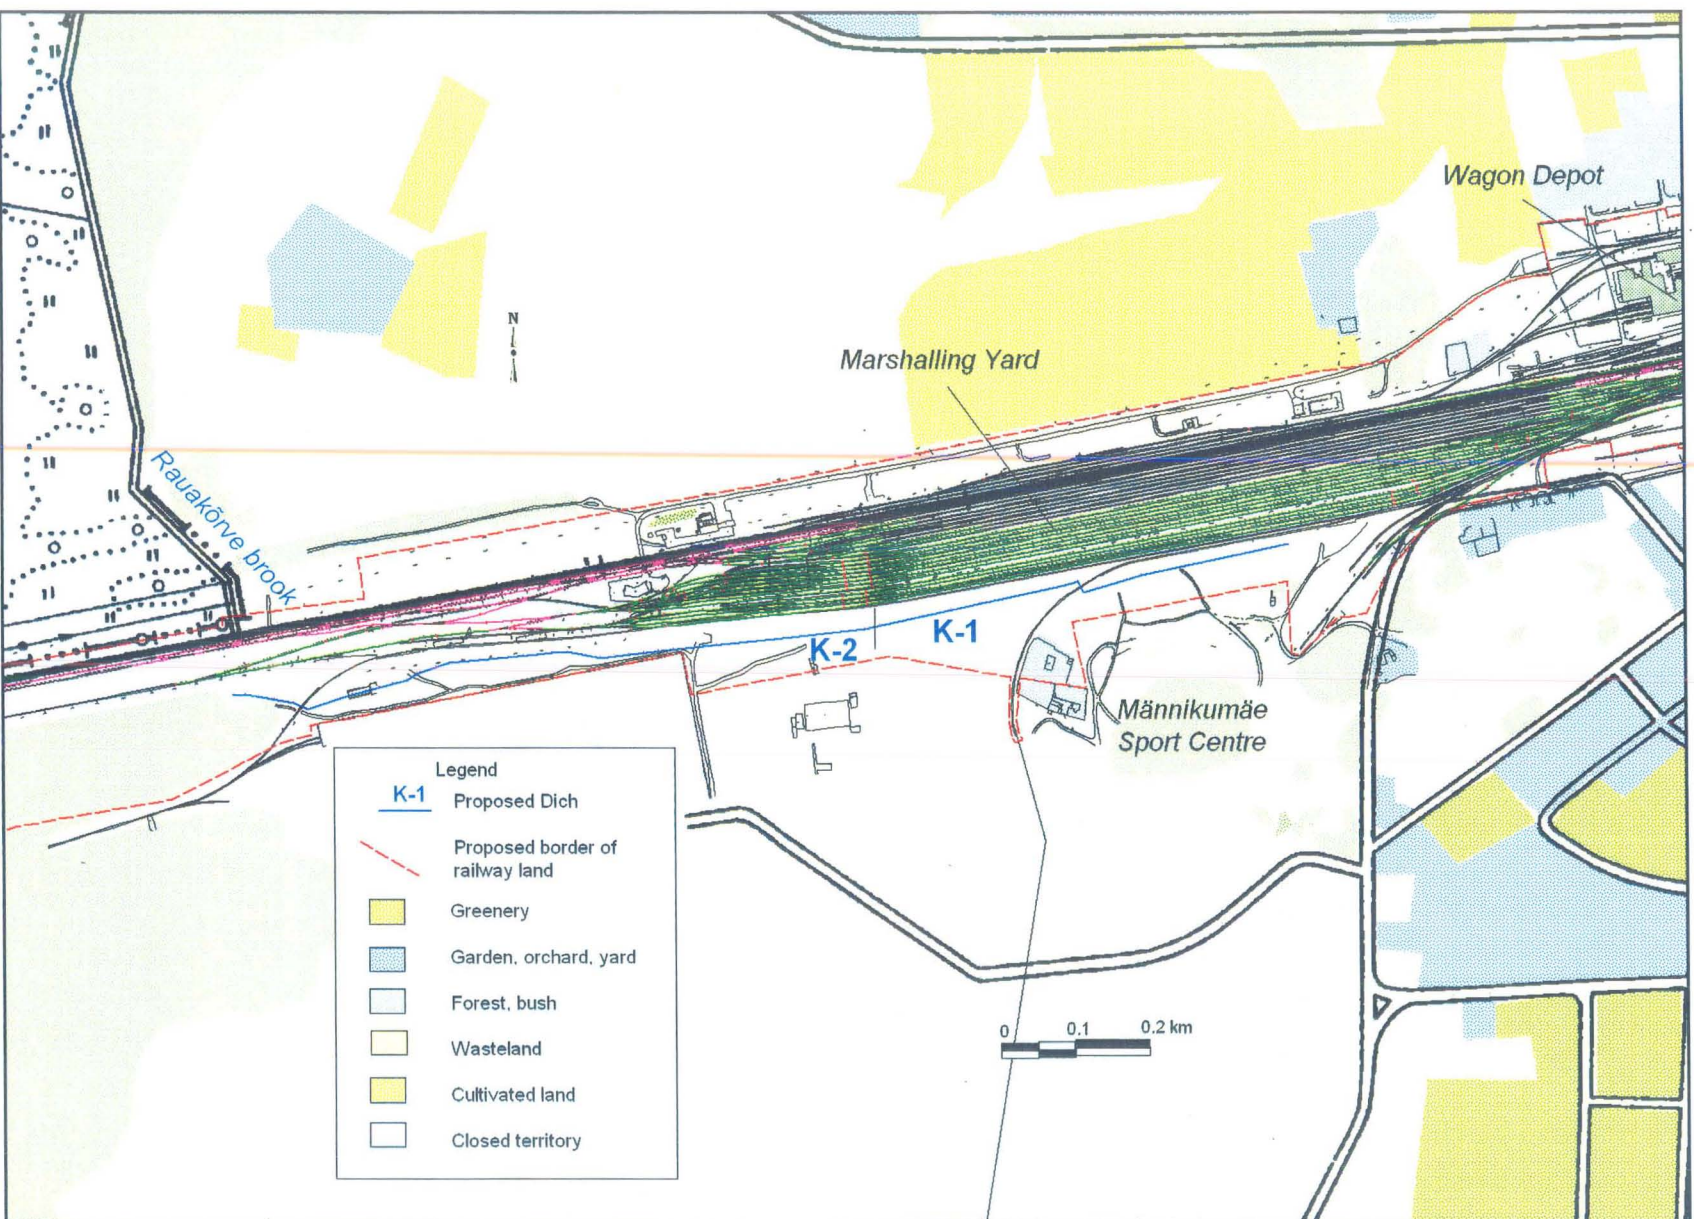 Wagon Depot
N
Marshalling Yard
Rauakõrve brook
K-1
K-2
Männikumäe
Sport Centre
Legend
K-1 Proposed Dich
Proposed border of
railway land
Greenery
Garden, orchard, yard
Forest, bush
Wasteland
Cultivated land
Closed territory
0 0.1 0.2 km